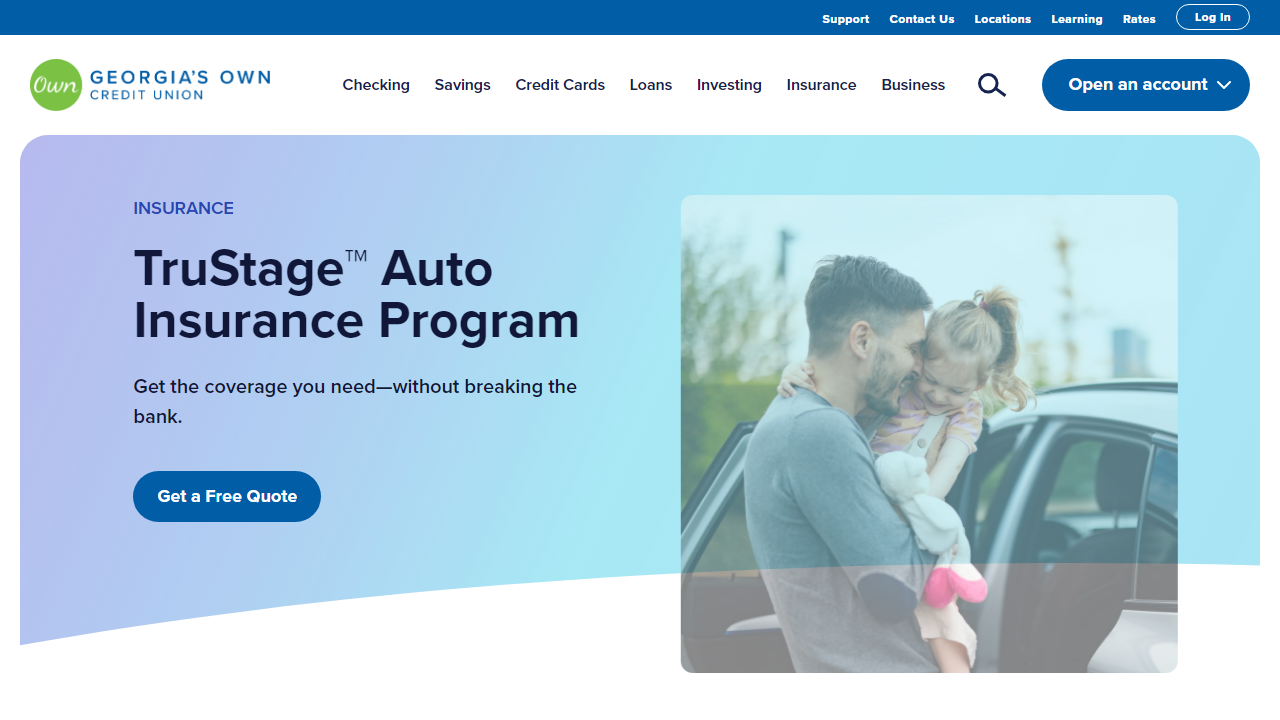 Support Contact Us Locations Learning Rates Log In
Own GEORGIA'S OWN
CREDIT UNION
Checking Savings Credit Cards Loans Investing Insurance Business Open an account
INSURANCE
TruStage™ Auto
Insurance Program
Get the coverage you need—without breaking the
bank.
Get a Free Quote